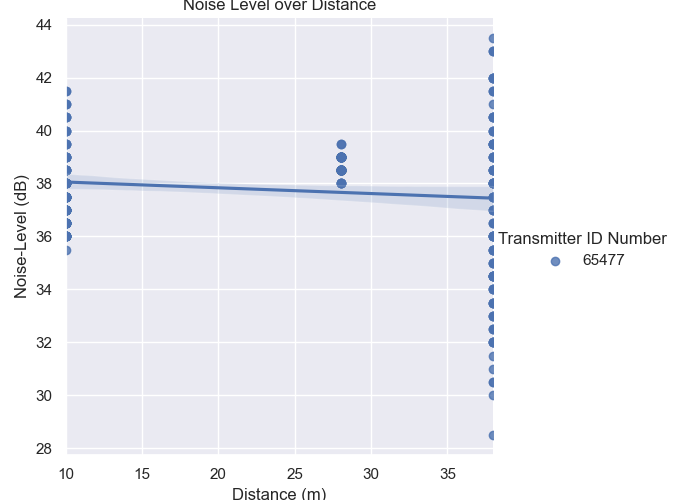 Noise Level over Distance
44
42
40
38
36
34
32
30
28
Noise-Level (dB)
10 15 20 25 30 35
Distance (m)
Transmitter ID Number
65477